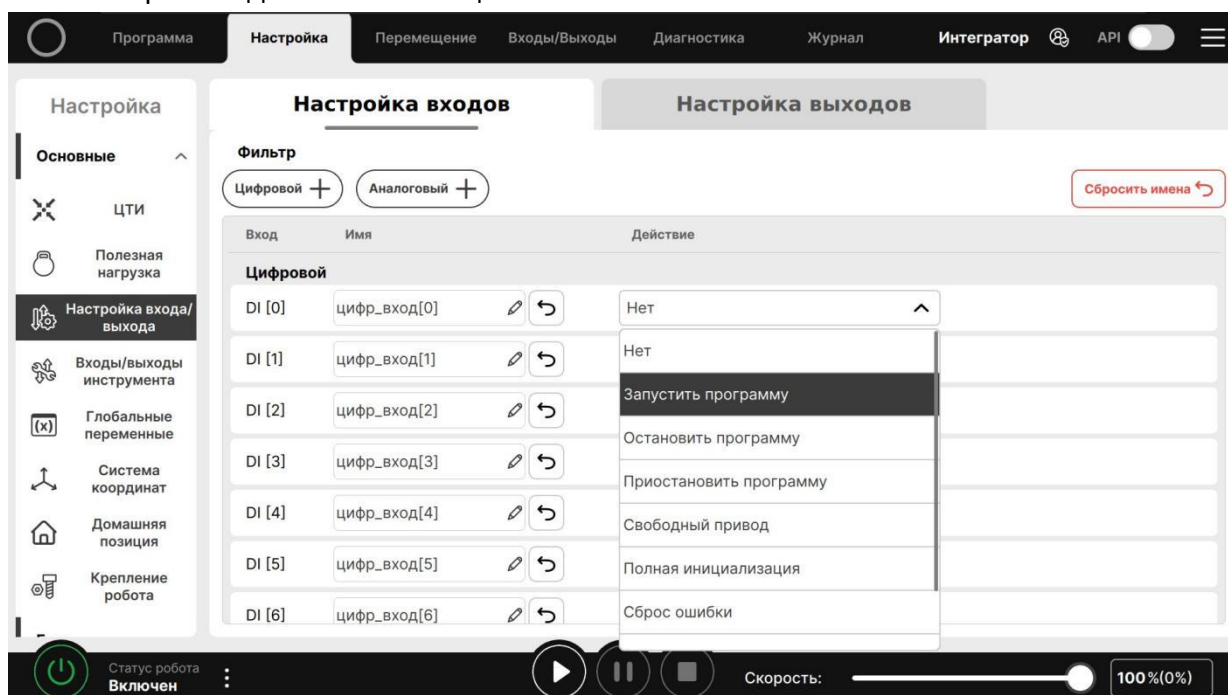 Программа Настройка Перемещение Входы/Выходы Диагностика Журнал Интегратор API
Настройка
Основные
ЦТИ
Полезная
нагрузка
Настройка входа/
выхода
Входы/выходы
инструмента
(x) Глобальные
переменные
Система
координат
Домашняя
позиция
Крепление
робота
Настройка входов Настройка выходов
Фильтр
Цифровой Аналоговый Сбросить имена
Вход Имя Действие
Цифровой
DI [0] цифр_вход[0] Нет
DI [1] цифр_вход[1]
DI [2] цифр_вход[2]
DI [3] цифр_вход[3]
DI [4] цифр_вход[4]
DI [5] цифр_вход[5]
DI [6] цифр_вход[6]
Нет
Запустить программу
Остановить программу
Приостановить программу
Свободный привод
Полная инициализация
Сброс ошибки
Статус робота
Включен
Скорость: 100%(0%)